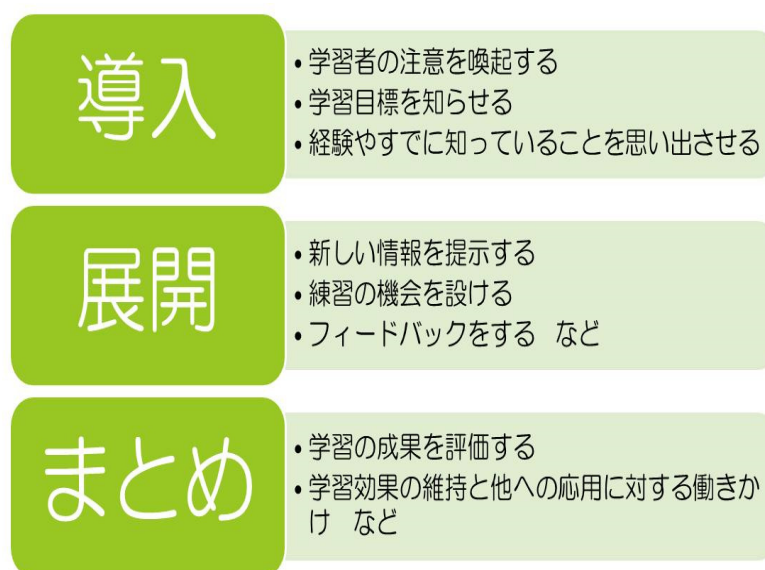 導入
・学習者の注意を喚起する
・学習目標を知らせる
・経験やすでに知っていることを思い出させる
展開
・新しい情報を提示する
・練習の機会を設ける
・フィードバックをする など
まとめ
・学習の成果を評価する
・学習効果の維持と他への応用に対する働きか
け など